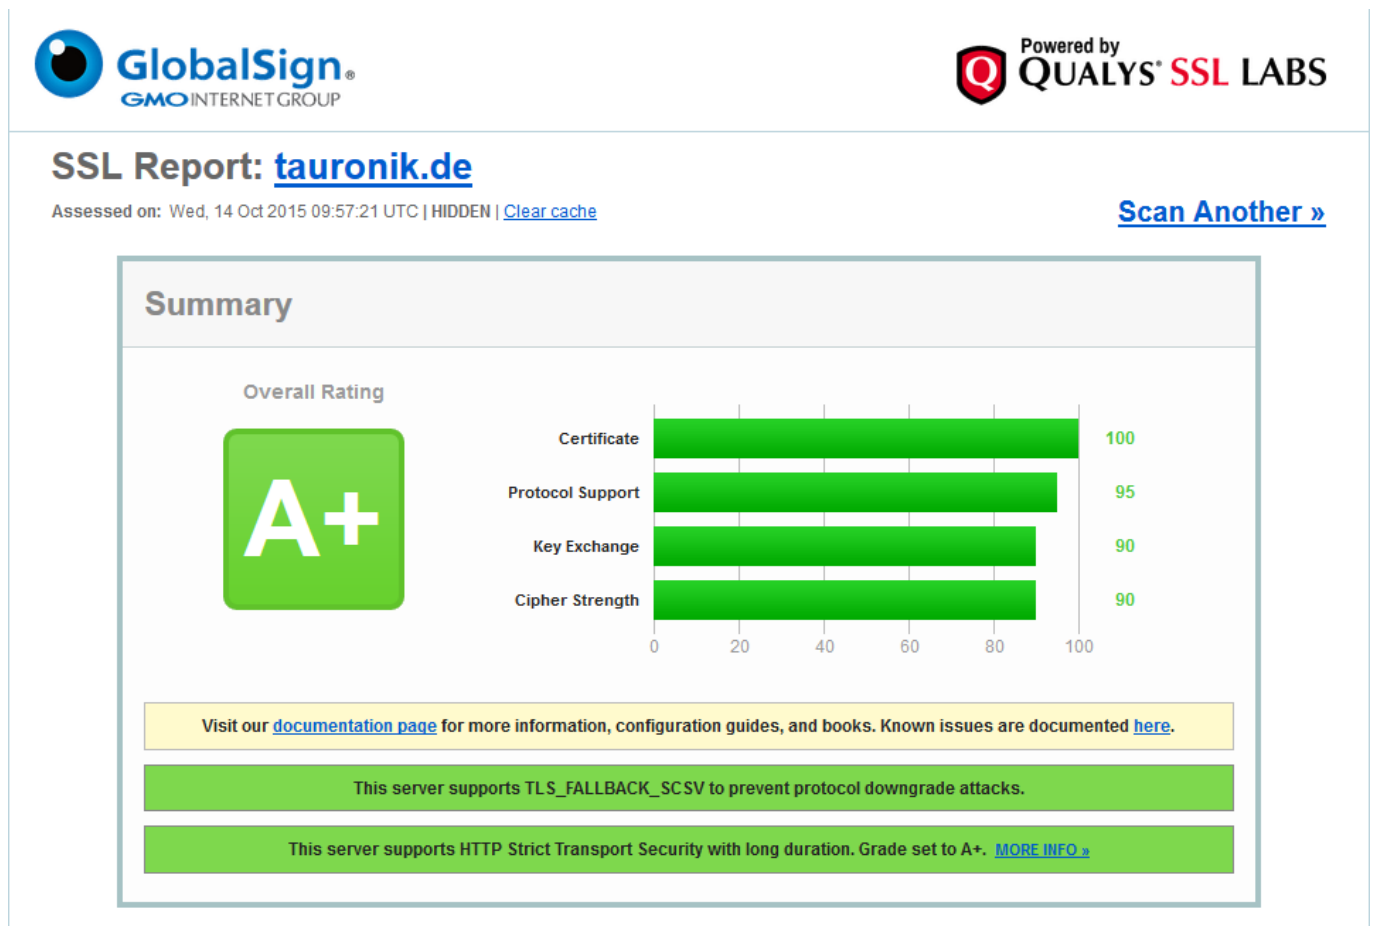 GlobalSign®
GMO INTERNET GROUP
Powered by
QUALYS® SSL LABS
SSL Report: tauronik.de
Assessed on: Wed, 14 Oct 2015 09:57:21 UTC | HIDDEN | Clear cache
Scan Another »
Summary
Overall Rating
A+
Certificate 100
Protocol Support 95
Key Exchange 90
Cipher Strength 90
0 20 40 60 80 100
Visit our documentation page for more information, configuration guides, and books. Known issues are documented here.
This server supports TLS_FALLBACK_SCSV to prevent protocol downgrade attacks.
This server supports HTTP Strict Transport Security with long duration. Grade set to A+. MORE INFO »